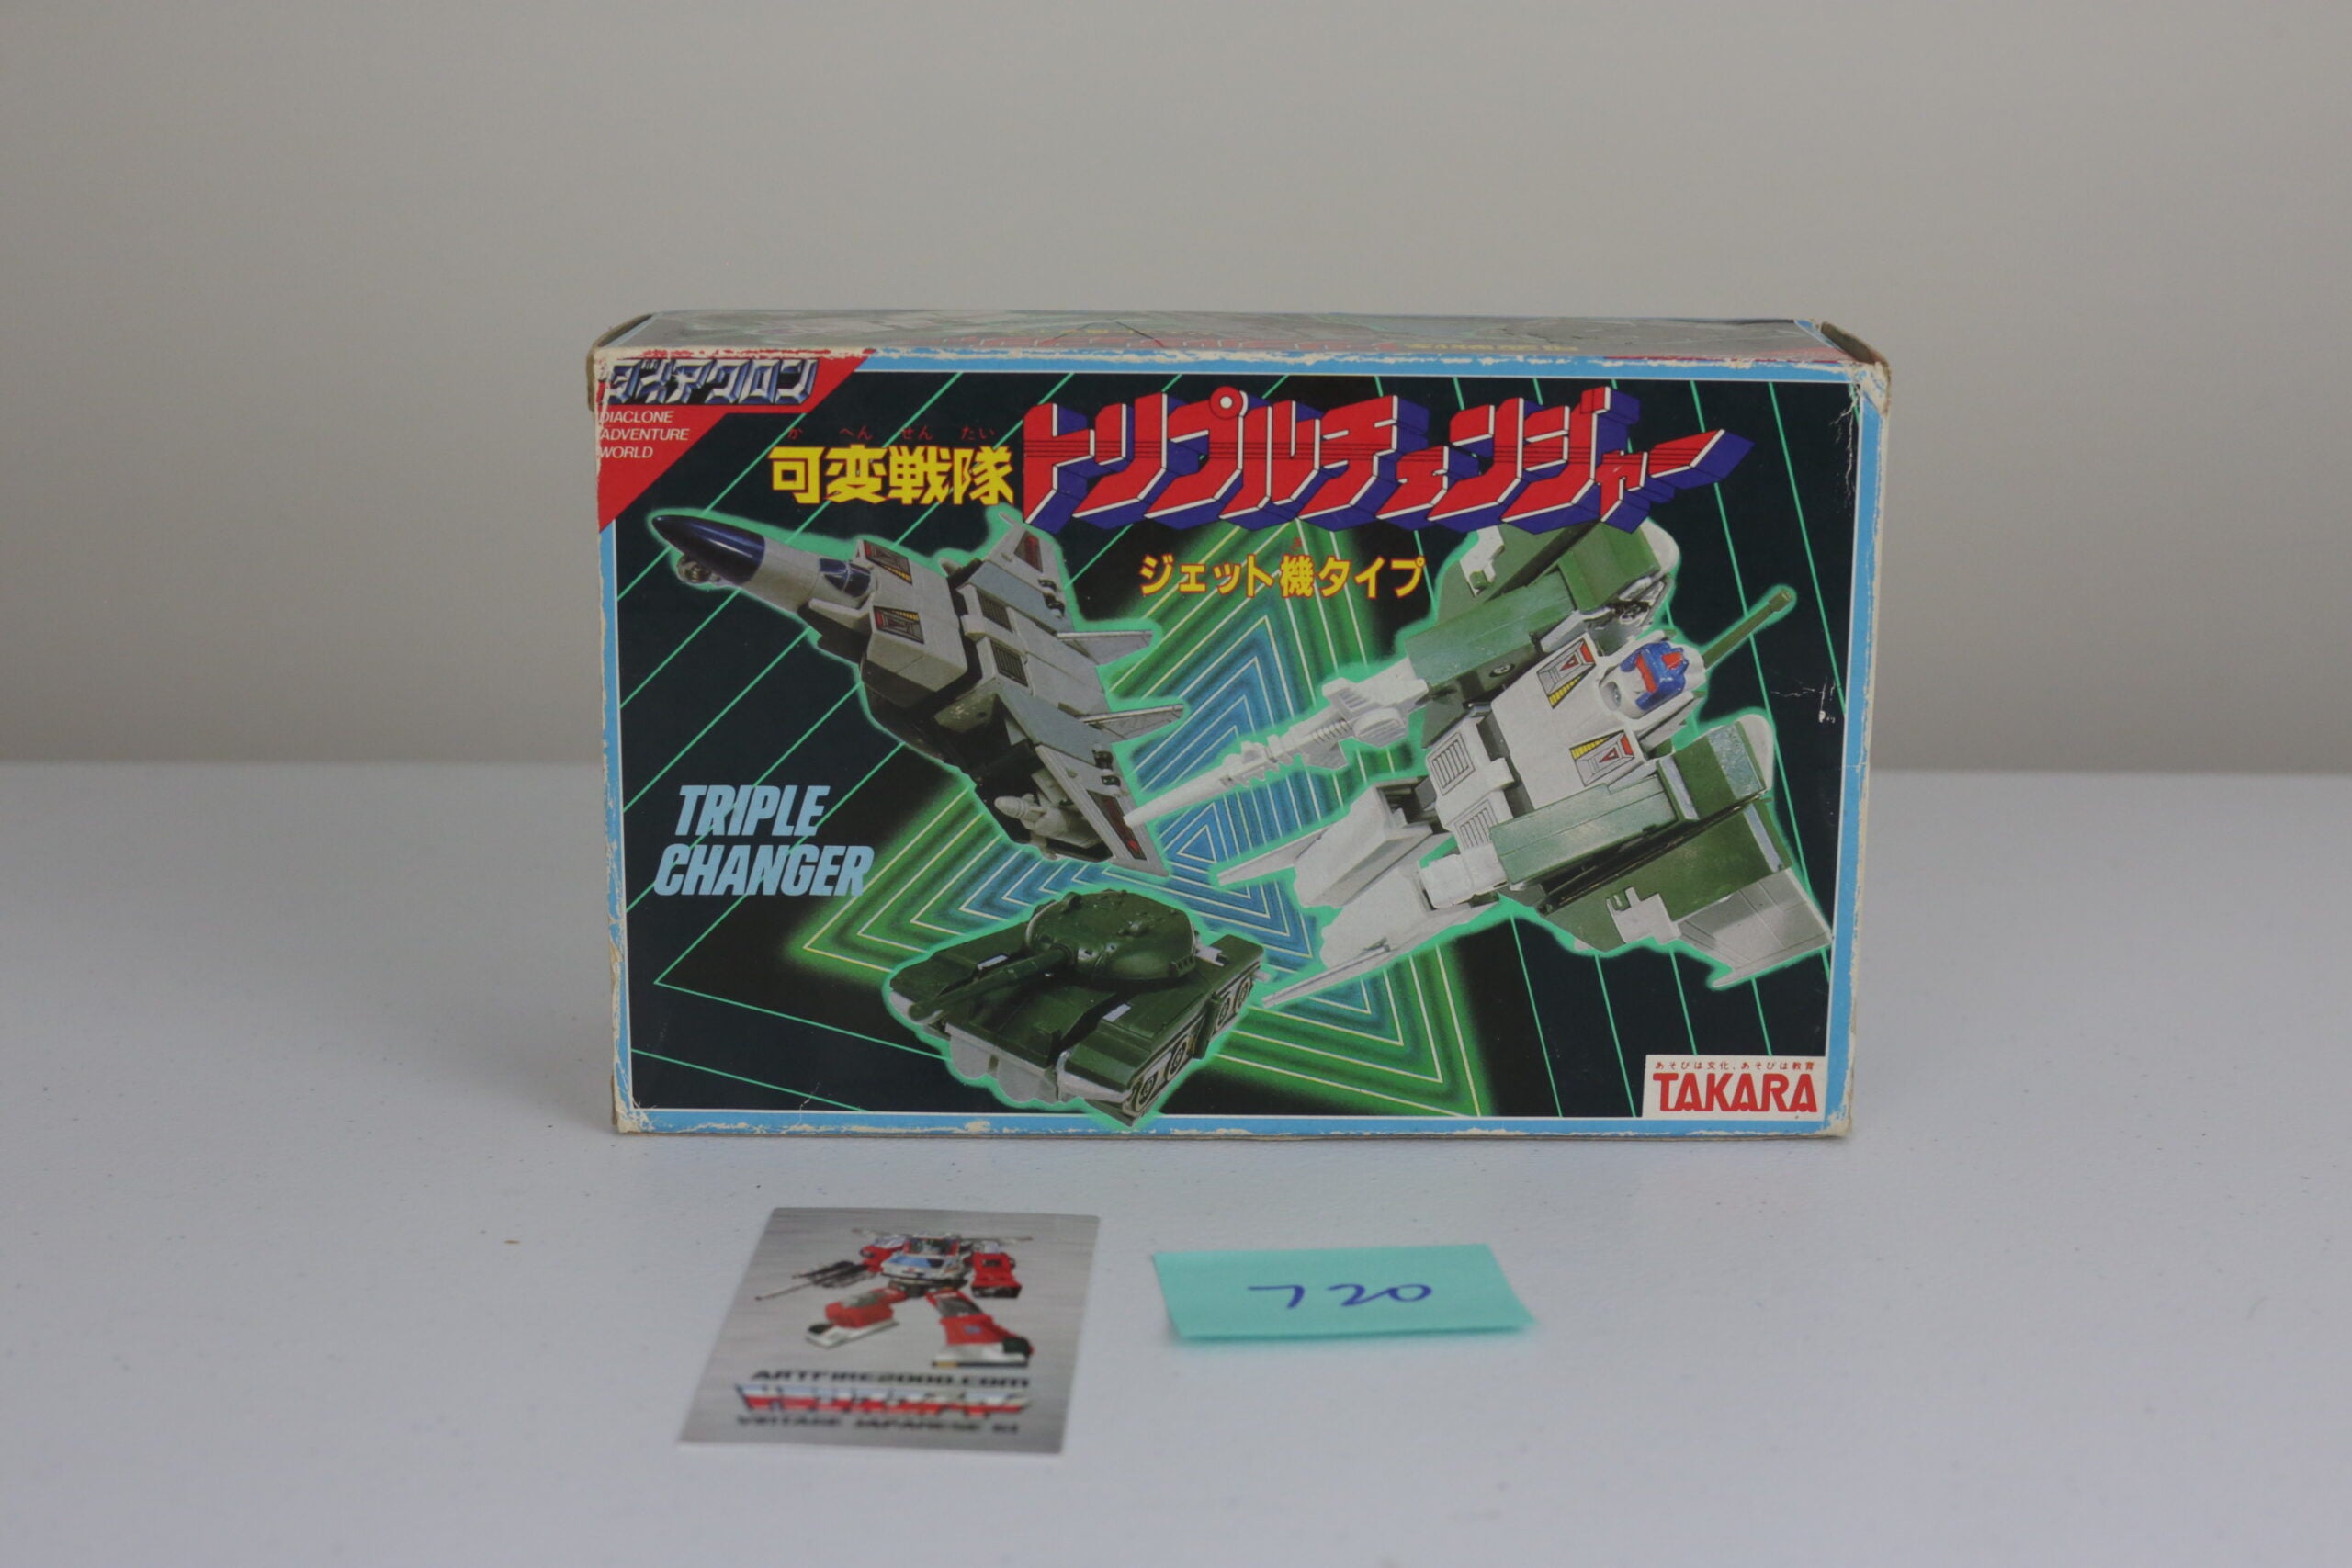 ダイアクロン
DIACLONE
ADVENTURE
WORLD
か へん せん たい
可変戦隊
トリプルチェンジャー
き
ジェット機タイプ
TRIPLE
CHANGER
あそびは文化、あそびは教育
TAKARA
720
ARTFIRE2000.COM
VINTAGE JAPANESE G1